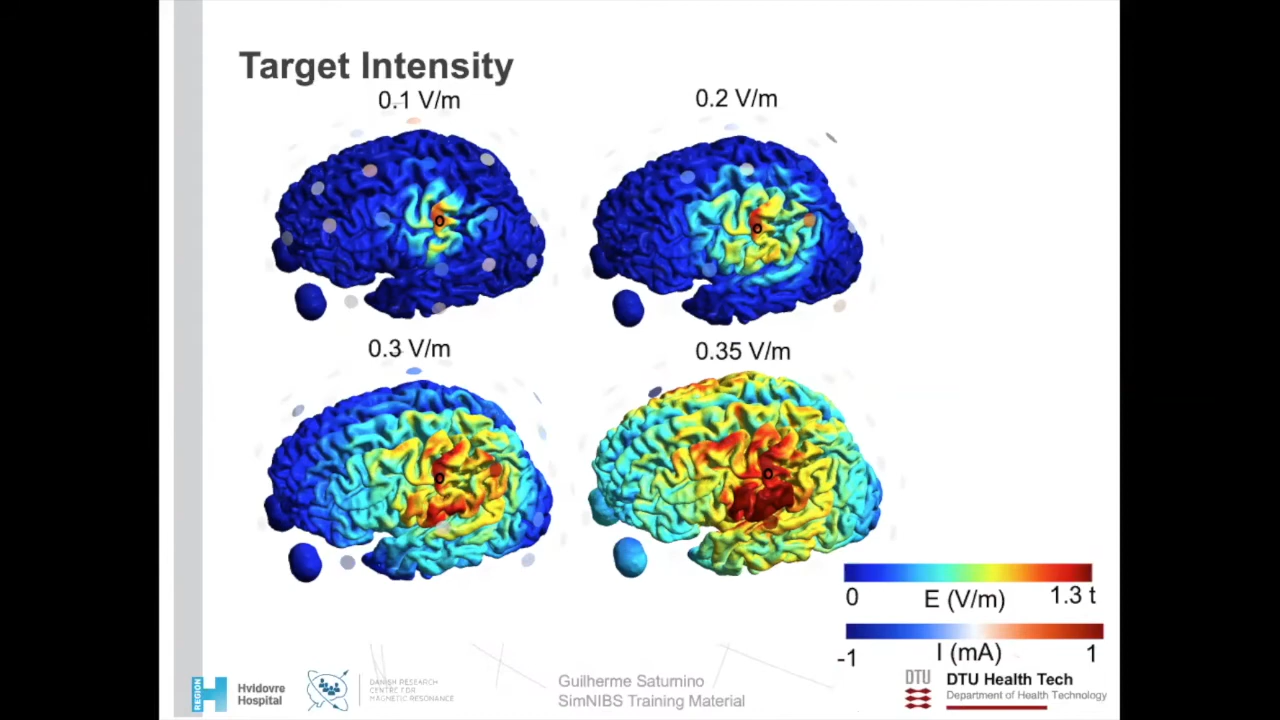 Target Intensity
0.1 V/m
0.2 V/m
0.3 V/m
0.35 V/m
0 E (V/m) 1.3 t
-1 I (mA) 1
REGION
Hvidovre
Hospital
DANISH RESEARCH
CENTRE FOR
MAGNETIC RESONANCE
Guilherme Saturnino
SimNIBS Training Material
DTU
DTU Health Tech
Department of Health Technology